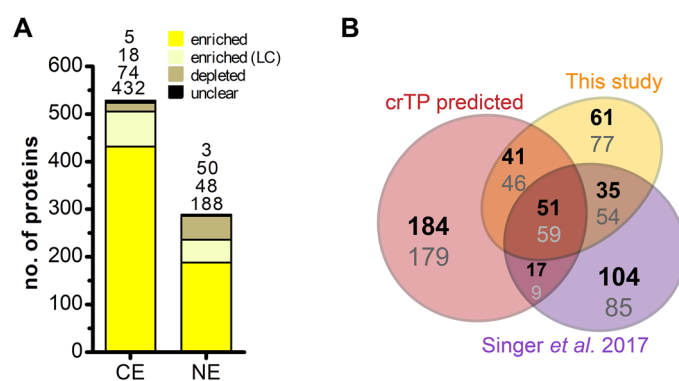 A
5
18
74
432
600
500
400
300
200
100
0
no. of proteins
3
50
48
188
CE
NE
enriched
enriched (LC)
depleted
unclear
B
This study
crTP predicted
61
77
41
46
35
54
51
59
184
179
17
9
104
85
Singer et al. 2017